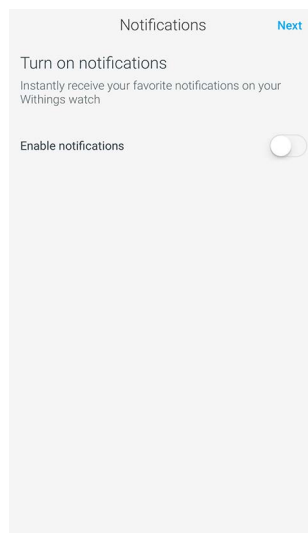 Notifications
Next
Turn on notifications
Instantly receive your favorite notifications on your
Withings watch
Enable notifications